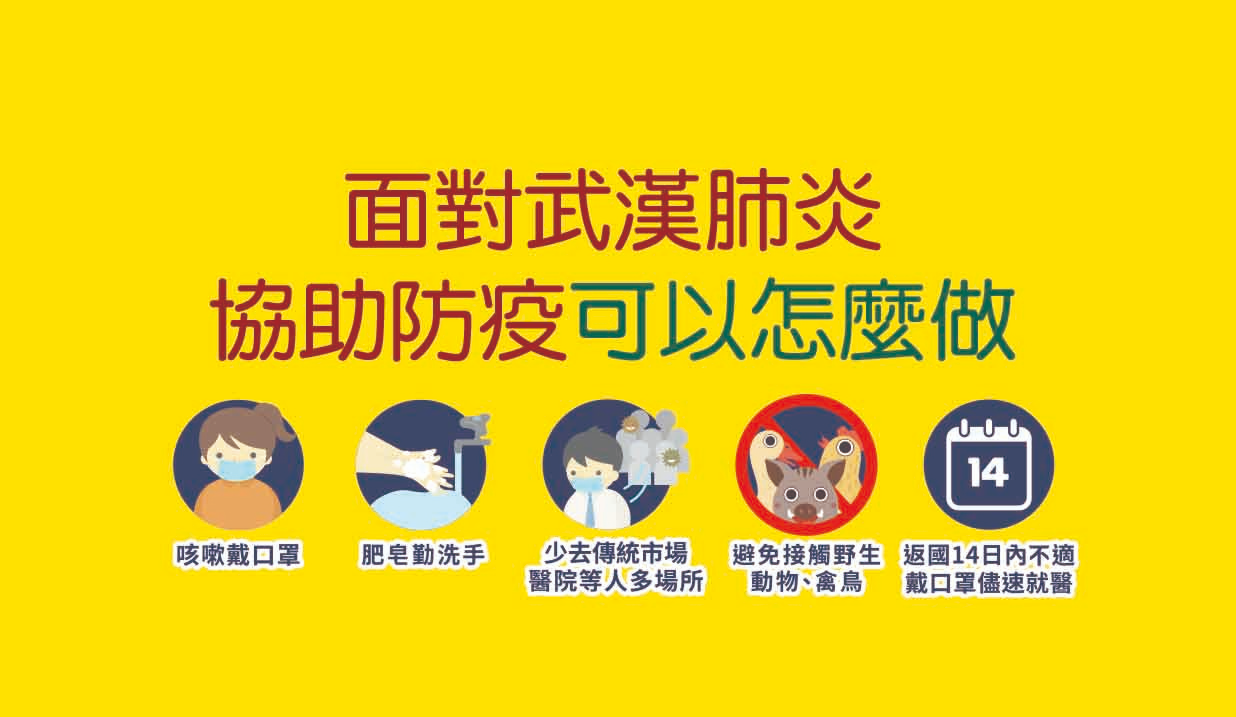 面對武漢肺炎
協助防疫可以怎麼做
14
咳嗽戴口罩
肥皂勤洗手
少去傳統市場
醫院等人多場所
避免接觸野生
動物、禽鳥
返國14日內不適
戴口罩儘速就醫